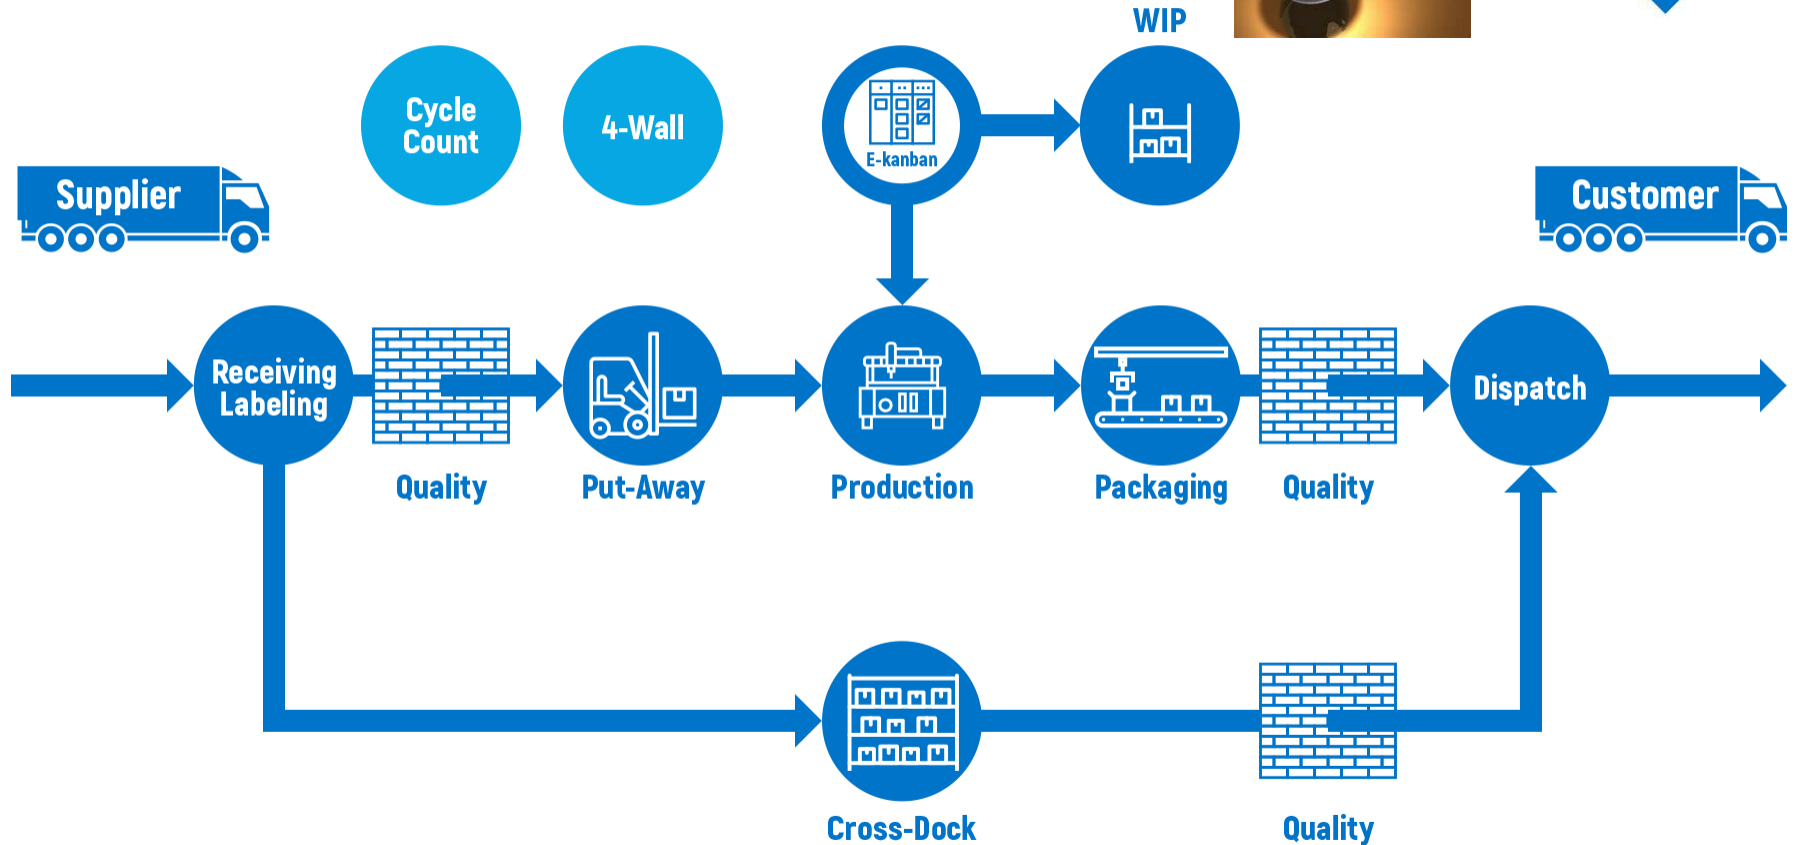 WIP
Cycle
Count
4-Wall
E-kanban
Supplier
Customer
Receiving
Labeling
Dispatch
Quality
Put-Away
Production
Packaging
Quality
Cross-Dock
Quality